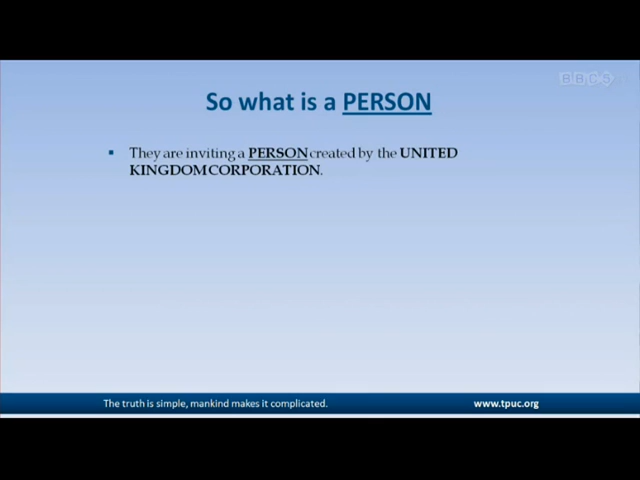 BBC5
So what is a PERSON
They are inviting a PERSON created by the UNITED
KINGDOM CORPORATION.
The truth is simple, mankind makes it complicated.
www.tpuc.org